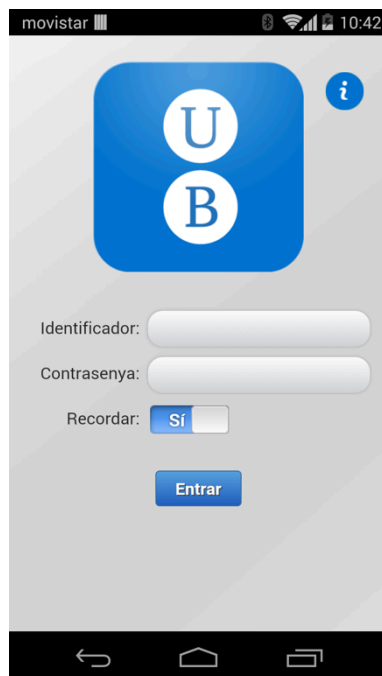 movistar 10:42
i
U
B
Identificador:
Contrasenya:
Recordar: Sí
Entrar